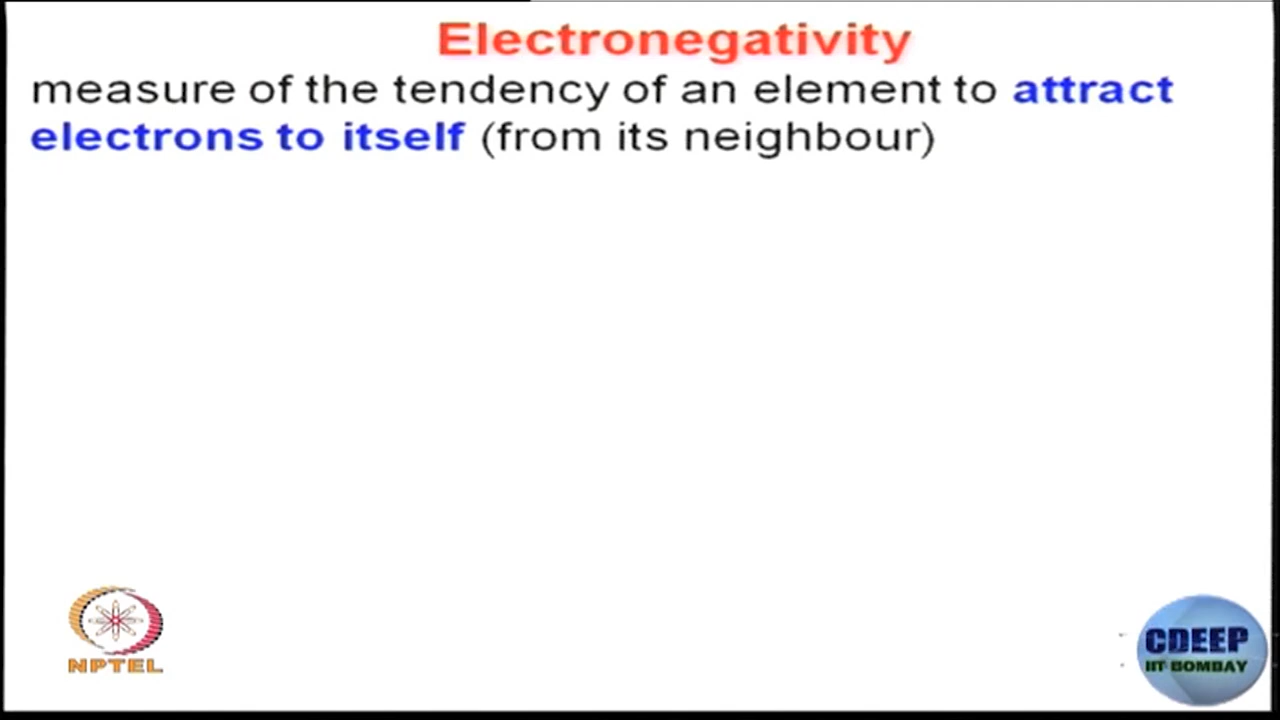 Electronegativity
measure of the tendency of an element to attract
electrons to itself (from its neighbour)
NPTEL
CDEEP
IIT BOMBAY